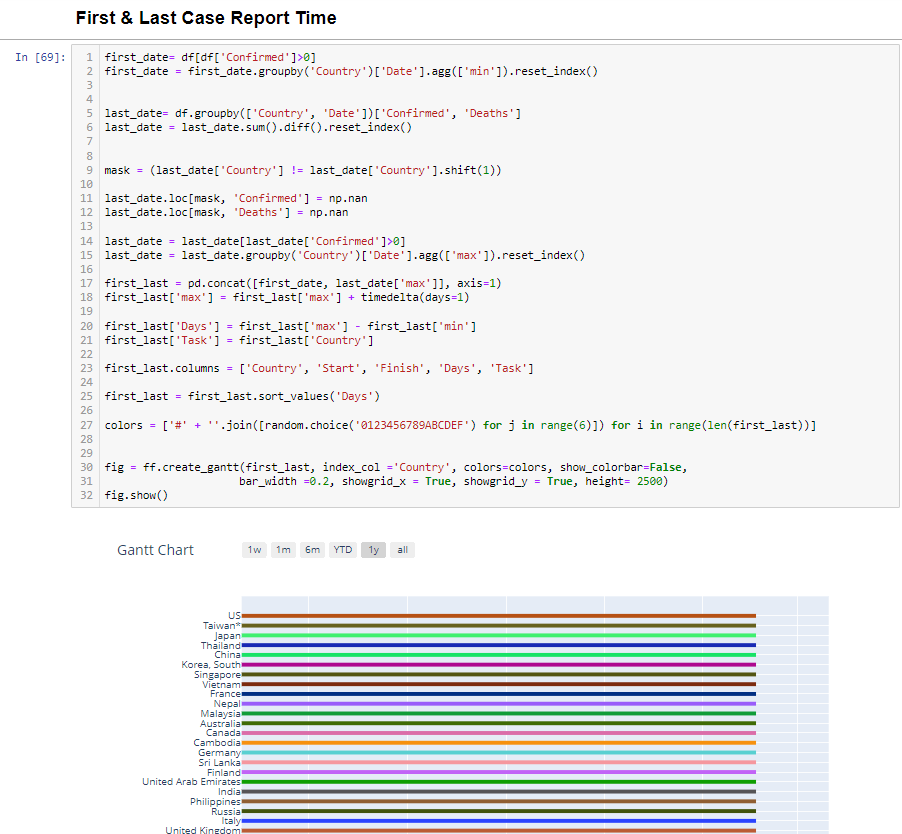 First & Last Case Report Time
In [69]:
1 first_date= df[df['Confirmed']>0]
2 first_date = first_date.groupby('Country')['Date'].agg(['min']).reset_index()
3
4
5 last_date= df.groupby(['Country', 'Date'])['Confirmed', 'Deaths']
6 last_date = last_date.sum().diff().reset_index()
7
8
9 mask = (last_date['Country'] != last_date['Country'].shift(1))
10
11 last_date.loc[mask, 'Confirmed'] = np.nan
12 last_date.loc[mask, 'Deaths'] = np.nan
13
14 last_date = last_date[last_date['Confirmed']>0]
15 last_date = last_date.groupby('Country')['Date'].agg(['max']).reset_index()
16
17 first_last = pd.concat([first_date, last_date['max']], axis=1)
18 first_last['max'] = first_last['max'] + timedelta(days=1)
19
20 first_last['Days'] = first_last['max'] - first_last['min']
21 first_last['Task'] = first_last['Country']
22
23 first_last.columns = ['Country', 'Start', 'Finish', 'Days', 'Task']
24
25 first_last = first_last.sort_values('Days')
26
27 colors = ['#' + ''.join([random.choice('0123456789ABCDEF') for j in range(6)]) for i in range(len(first_last))]
28
29
30 fig = ff.create_gantt(first_last, index_col ='Country', colors=colors, show_colorbar=False,
31 bar_width =0.2, showgrid_x = True, showgrid_y = True, height= 2500)
32 fig.show()
Gantt Chart
1w 1m 6m YTD 1y all
US
Taiwan*
Japan
Thailand
China
Korea, South
Singapore
Vietnam
France
Nepal
Malaysia
Australia
Canada
Cambodia
Germany
Sri Lanka
Finland
United Arab Emirates
India
Philippines
Russia
Italy
United Kingdom